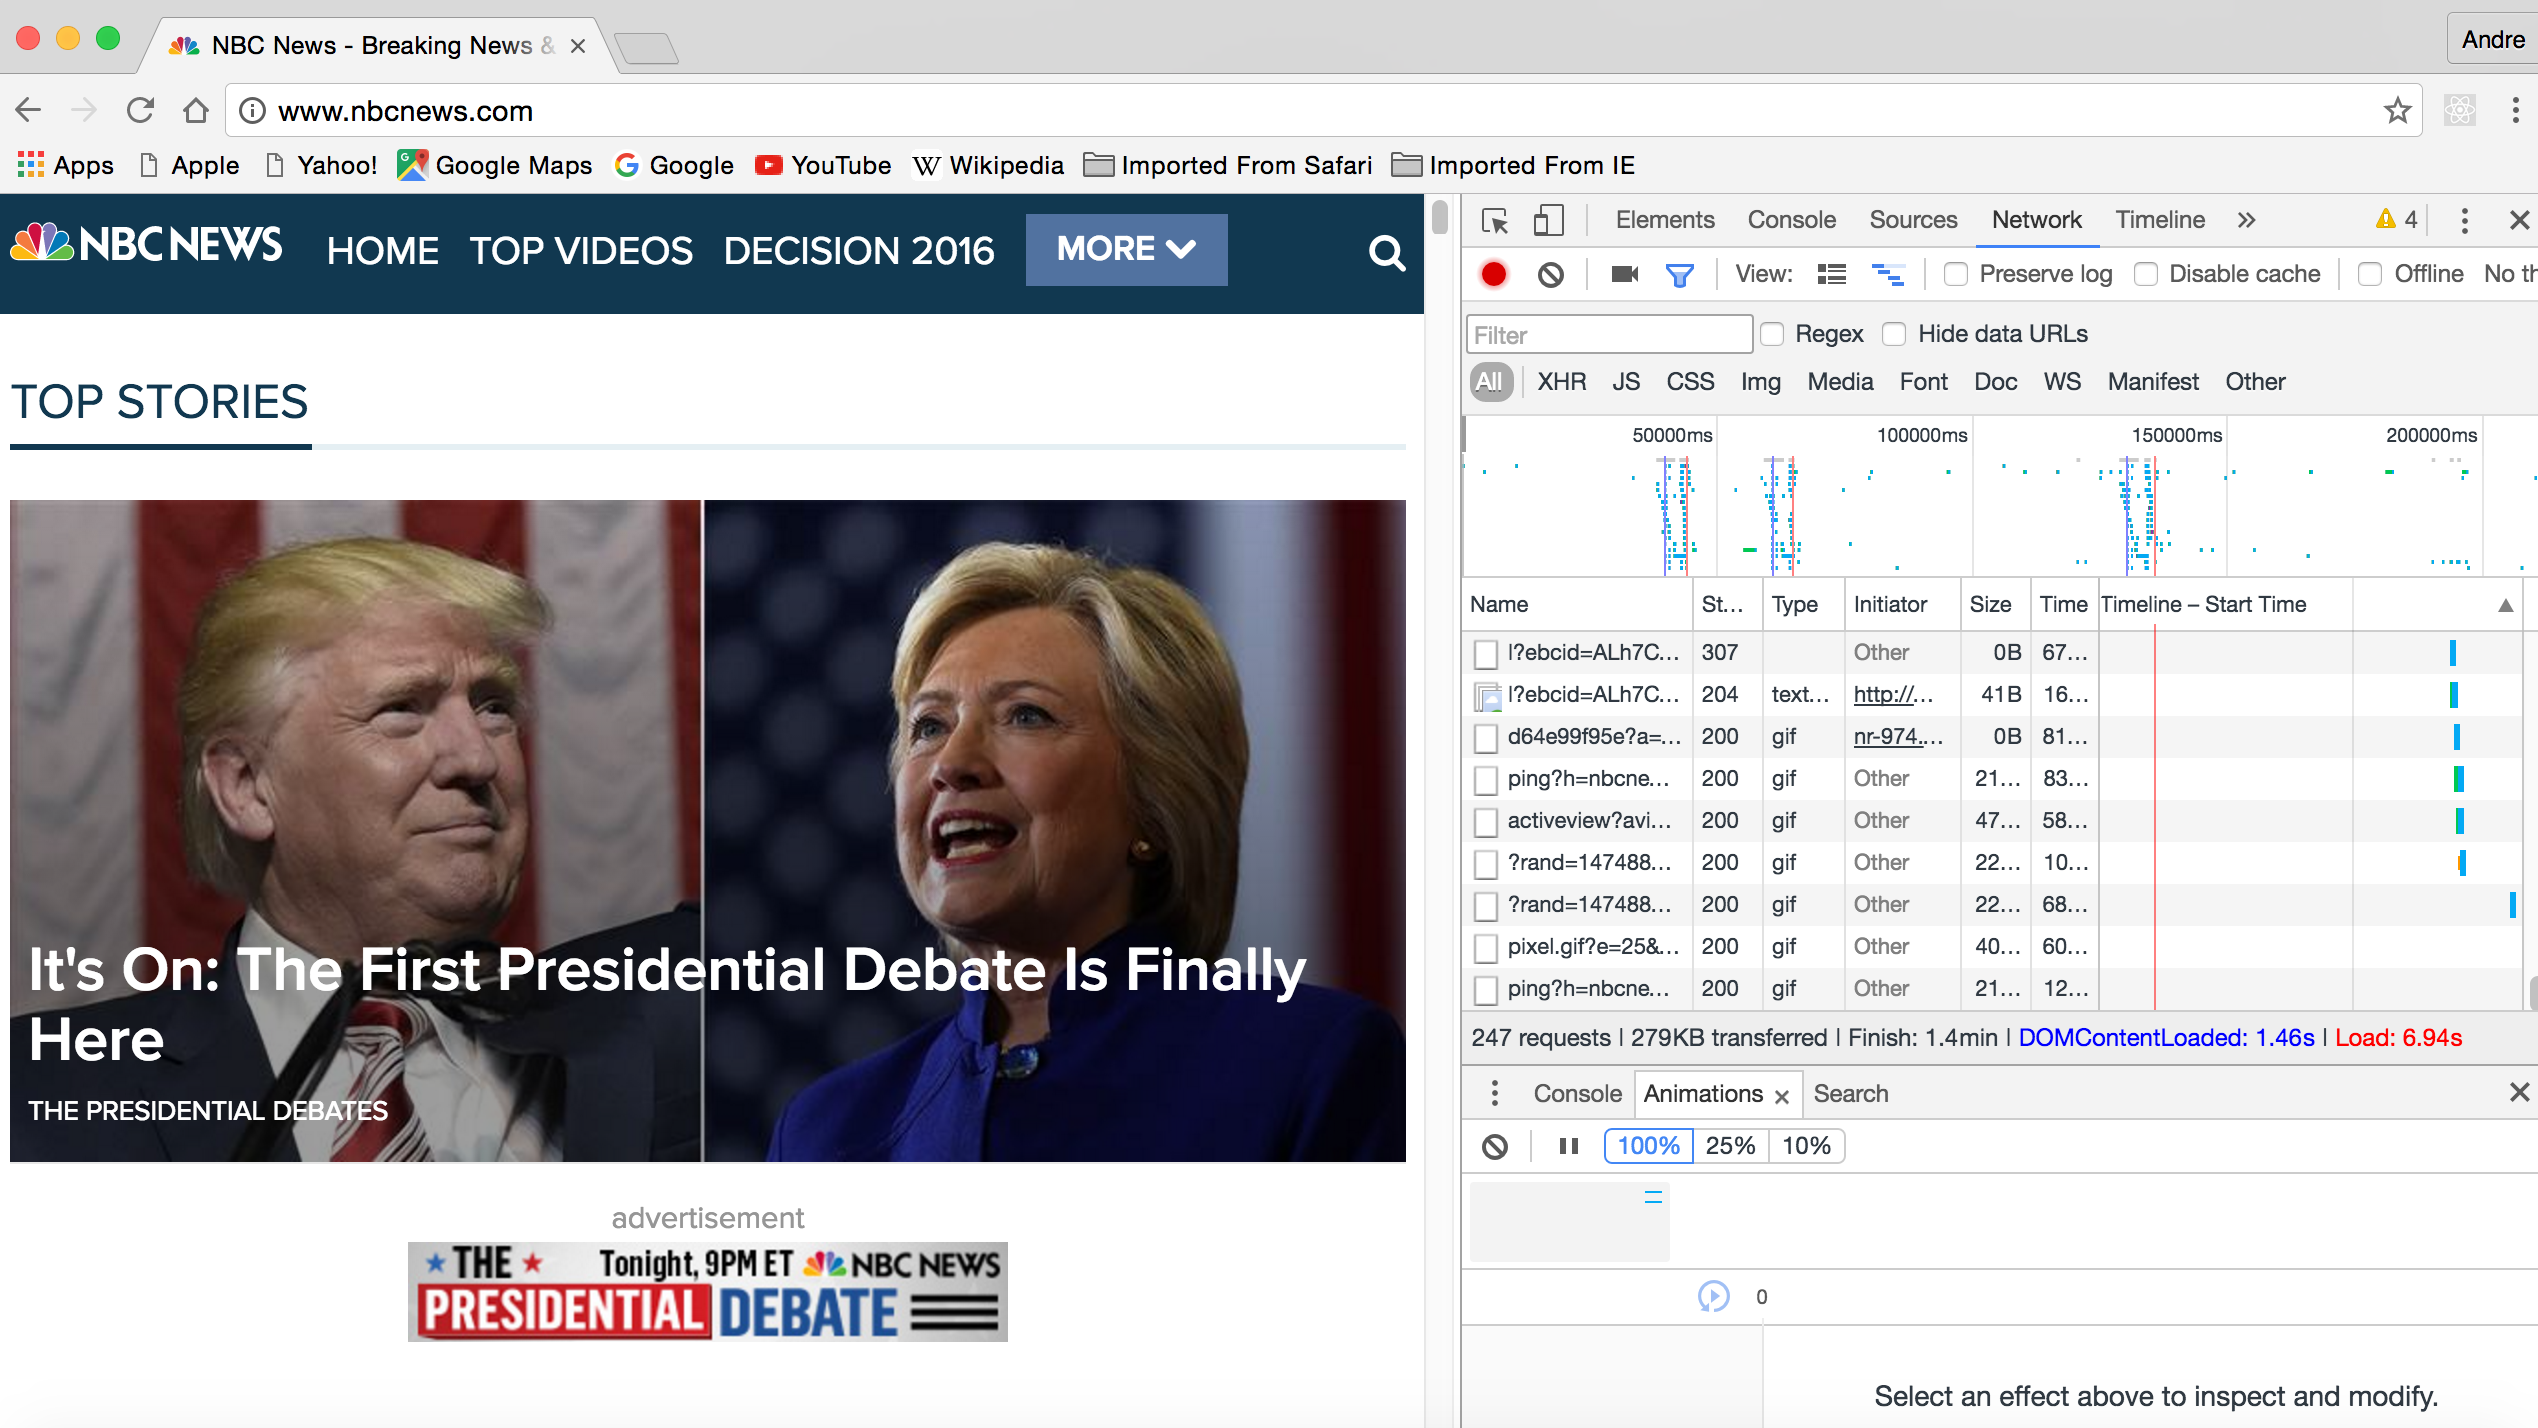 NBC News - Breaking News &
Andre
www.nbcnews.com
Apps Apple Yahoo! Google Maps Google YouTube Wikipedia Imported From Safari Imported From IE
NBC NEWS HOME TOP VIDEOS DECISION 2016 MORE
TOP STORIES
It's On: The First Presidential Debate Is Finally
Here
THE PRESIDENTIAL DEBATES
advertisement
THE Tonight, 9PM ET NBC NEWS
PRESIDENTIAL DEBATE
Elements Console Sources Network Timeline » 4
View: Preserve log Disable cache Offline No th
Filter Regex Hide data URLs
All XHR JS CSS Img Media Font Doc WS Manifest Other
50000ms 100000ms 150000ms 200000ms
Name St... Type Initiator Size Time Timeline – Start Time
l?ebcid=ALh7C... 307 Other 0B 67...
l?ebcid=ALh7C... 204 text... http://... 41B 16...
d64e99f95e?a=... 200 gif nr-974.... 0B 81...
ping?h=nbcne... 200 gif Other 21... 83...
activeview?avi... 200 gif Other 47... 58...
?rand=147488... 200 gif Other 22... 10...
?rand=147488... 200 gif Other 22... 68...
pixel.gif?e=25&... 200 gif Other 40... 60...
ping?h=nbcne... 200 gif Other 21... 12...
247 requests | 279KB transferred | Finish: 1.4min | DOMContentLoaded: 1.46s | Load: 6.94s
Console Animations Search
100% 25% 10%
0
Select an effect above to inspect and modify.